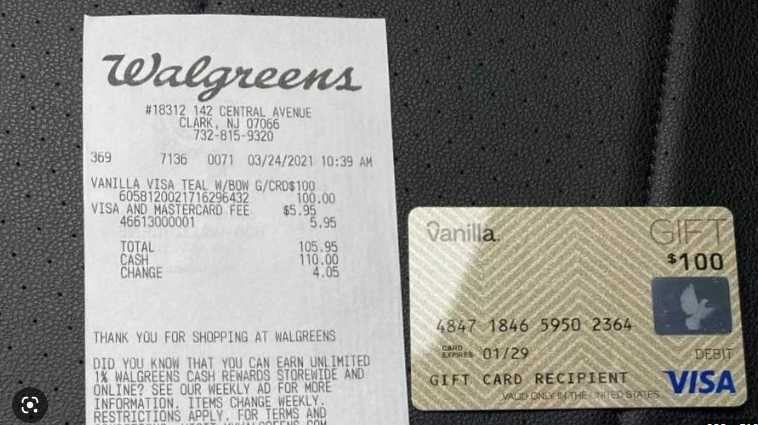 Walgreens
#18312 142 CENTRAL AVENUE
CLARK, NJ 07066
732-815-9320
369 7136 0071 03/24/2021 10:39 AM
VANILLA VISA TEAL W/BOW G/CRD$100
6058120021716296432 100.00
VISA AND MASTERCARD FEE $5.95
46613000001 5.95
TOTAL 105.95
CASH 110.00
CHANGE 4.05
THANK YOU FOR SHOPPING AT WALGREENS
DID YOU KNOW THAT YOU CAN EARN UNLIMITED
1% WALGREENS CASH REWARDS STOREWIDE AND
ONLINE? SEE OUR WEEKLY AD FOR MORE
INFORMATION. ITEMS CHANGE WEEKLY.
RESTRICTIONS APPLY. FOR TERMS AND
Vanilla.
GIFT
$100
4847 1846 5950 2364
CARD
EXPIRES 01/29
DEBIT
GIFT CARD RECIPIENT
VISA
VALID ONLY IN THE UNITED STATES